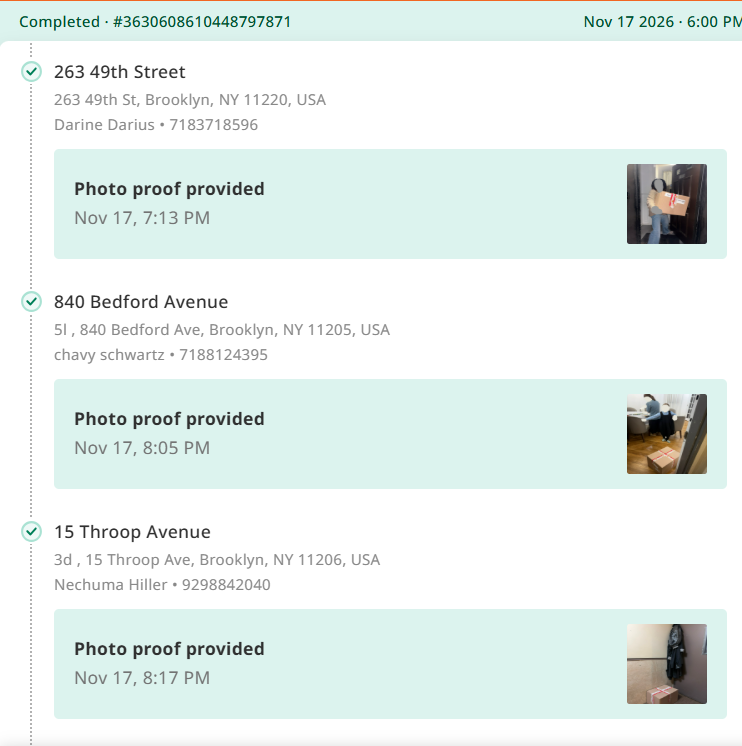 Completed · #3630608610448797871
Nov 17 2026 · 6:00 PM
263 49th Street
263 49th St, Brooklyn, NY 11220, USA
Darine Darius • 7183718596
Photo proof provided
Nov 17, 7:13 PM
840 Bedford Avenue
5l , 840 Bedford Ave, Brooklyn, NY 11205, USA
chavy schwartz • 7188124395
Photo proof provided
Nov 17, 8:05 PM
15 Throop Avenue
3d , 15 Throop Ave, Brooklyn, NY 11206, USA
Nechuma Hiller • 9298842040
Photo proof provided
Nov 17, 8:17 PM